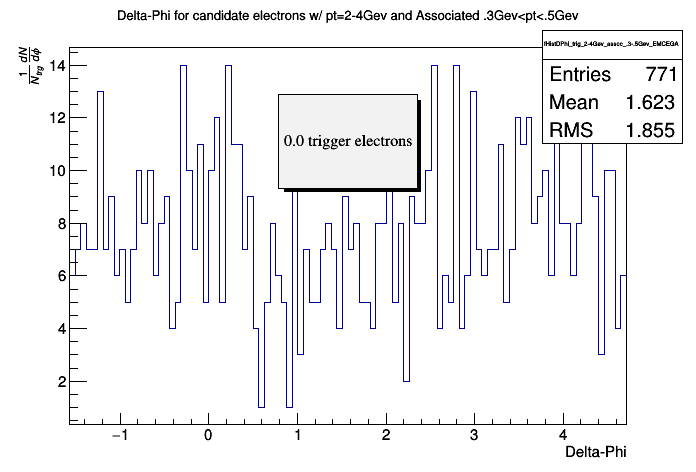 Delta-Phi for candidate electrons w/ pt=2-4Gev and Associated .3Gev<pt<.5Gev
fHistDPhi_trig_2-4Gev_assoc_.3-.5Gev_EMCEGA
Entries 771
Mean 1.623
RMS 1.855
1/N_trg dN/dϕ
0.0 trigger electrons
14
12
10
8
6
4
2
−1 0 1 2 3 4
Delta-Phi